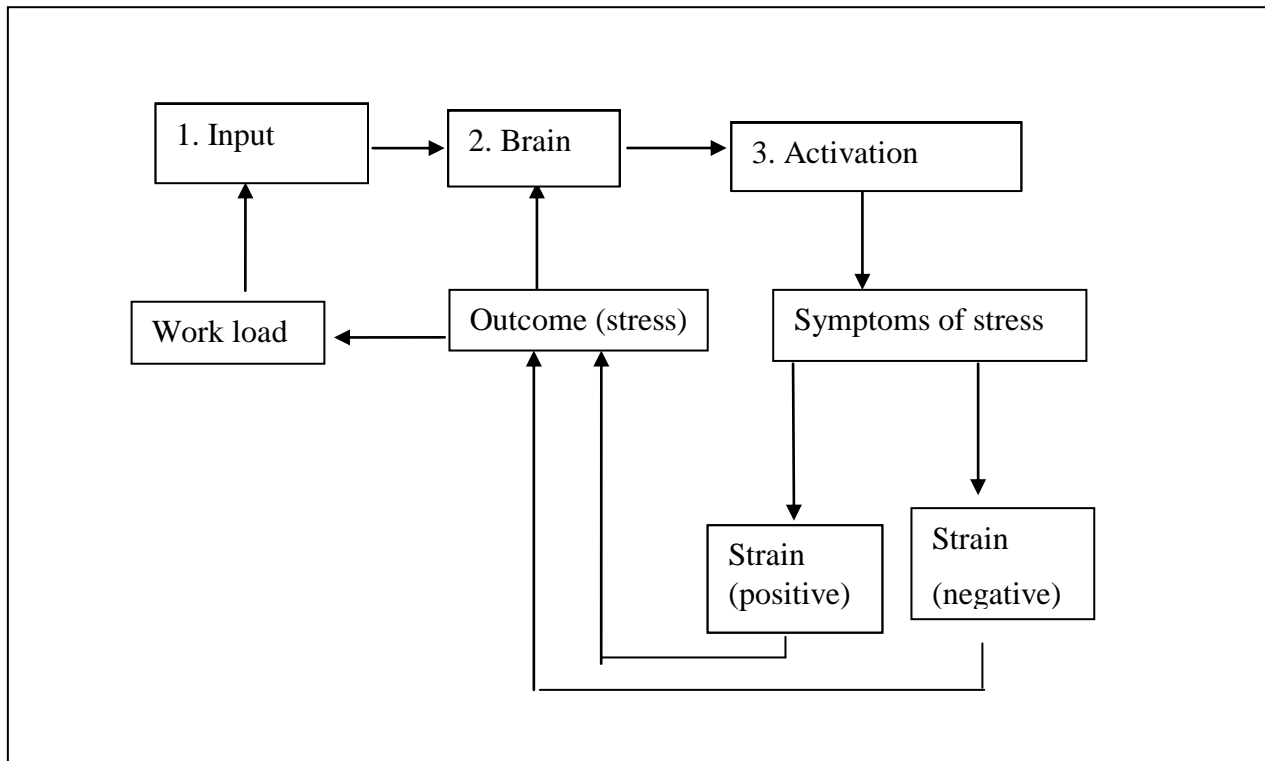 1. Input
2. Brain
3. Activation
Work load
Outcome (stress)
Symptoms of stress
Strain
(positive)
Strain
(negative)